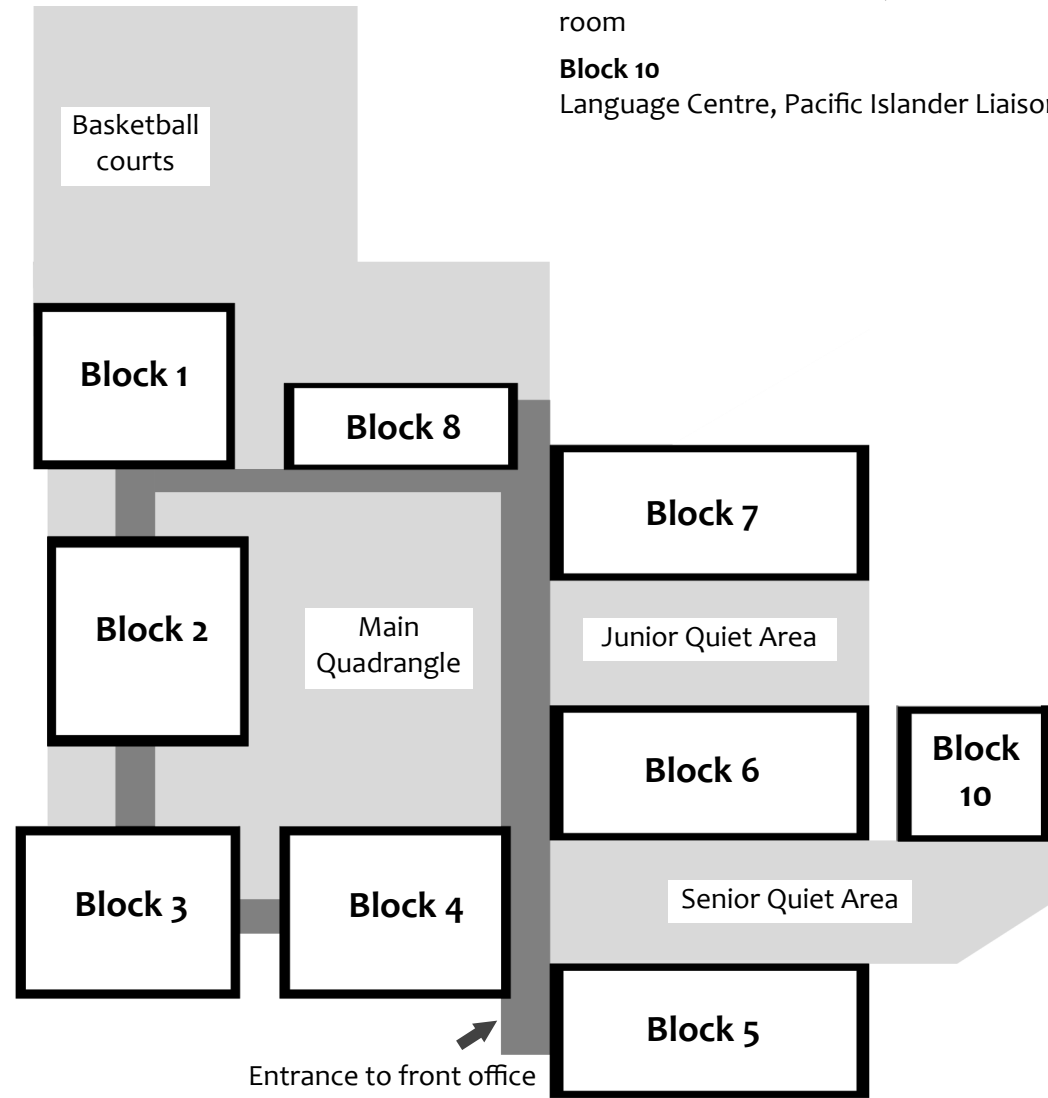 room
Block 10
Language Centre, Pacific Islander Liaison
Basketball
courts
Block 1
Block 8
Block 7
Block 2
Main
Quadrangle
Junior Quiet Area
Block 6
Block
10
Block 3
Block 4
Senior Quiet Area
Block 5
Entrance to front office